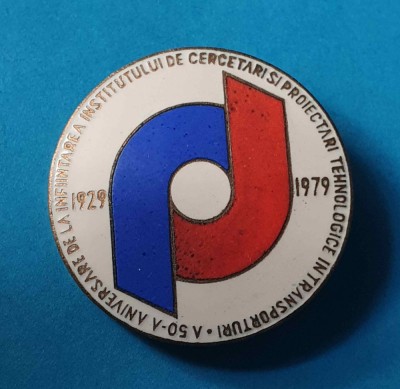 A 50-A ANIVERSARE DE LA INFIINTAREA INSTITUTULUI DE CERCETARI SI PROIECTARI TEHNOLOGICE IN TRANSPORTURI •
1929
1979